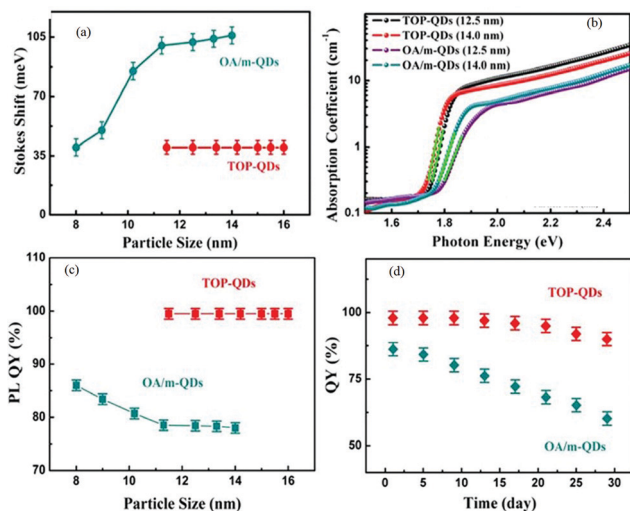 (a)
OA/m-QDs
TOP-QDs
105
70
35
0
Stokes Shift (meV)
8 10 12 14 16
Particle Size (nm)
(b)
TOP-QDs (12.5 nm)
TOP-QDs (14.0 nm)
OA/m-QDs (12.5 nm)
OA/m-QDs (14.0 nm)
10
1
0.1
Absorption Coefficient (cm⁻¹)
1.6 1.8 2.0 2.2 2.4
Photon Energy (eV)
(c)
TOP-QDs
OA/m-QDs
110
100
90
80
70
PL QY (%)
8 10 12 14 16
Particle Size (nm)
(d)
TOP-QDs
OA/m-QDs
100
75
50
QY (%)
0 5 10 15 20 25 30
Time (day)